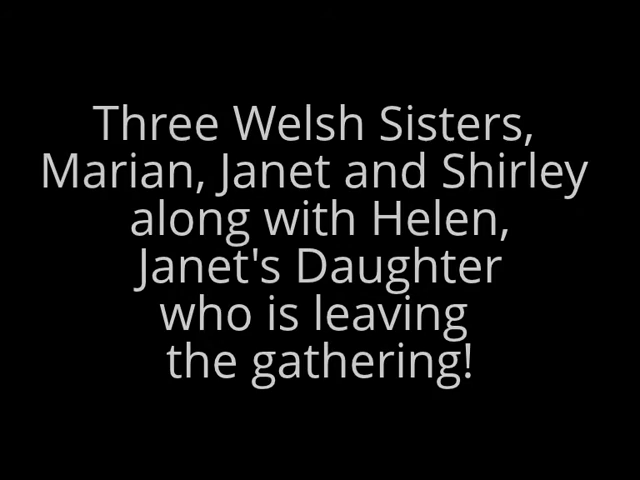 Three Welsh Sisters,
Marian, Janet and Shirley
along with Helen,
Janet's Daughter
who is leaving
the gathering!